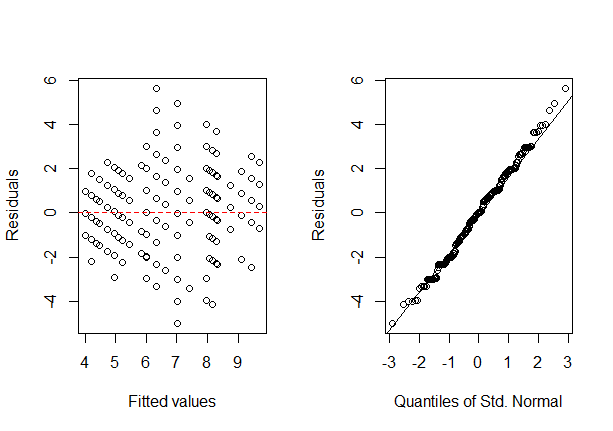 Residuals
6
4
2
0
-2
-4
4 5 6 7 8 9
Fitted values
Residuals
6
4
2
0
-2
-4
-3 -2 -1 0 1 2 3
Quantiles of Std. Normal